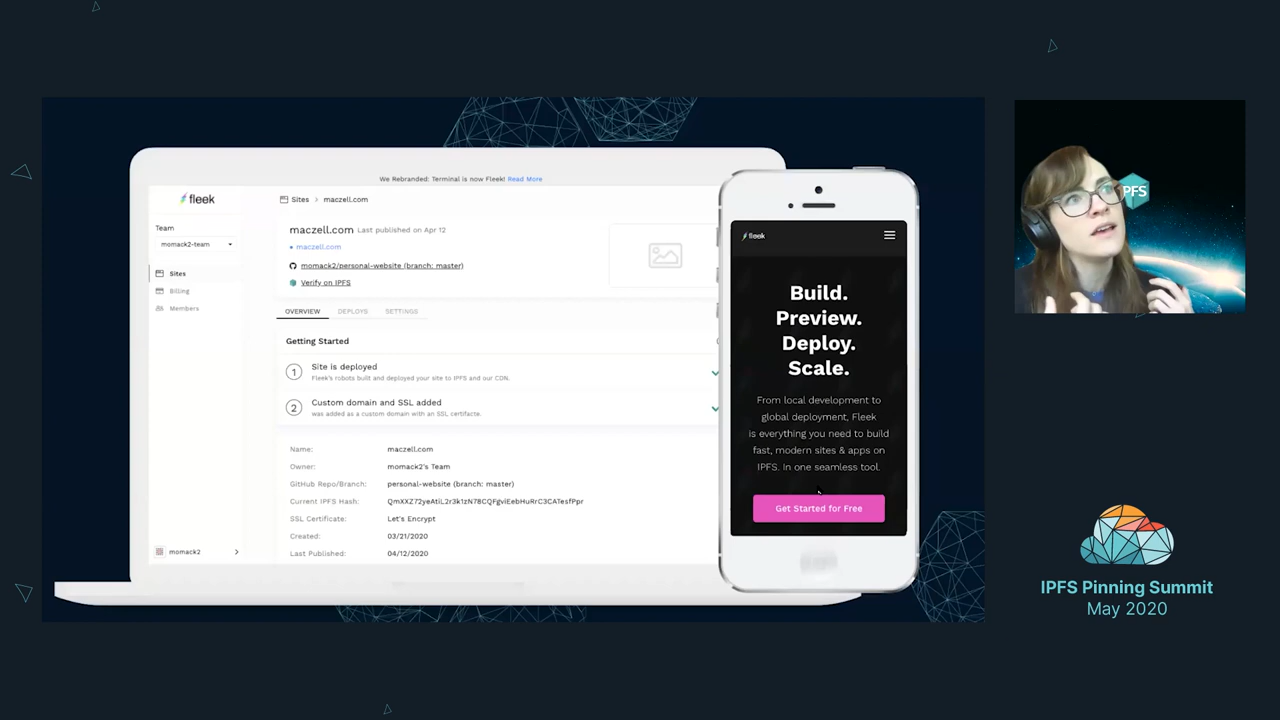 We Rebranded: Terminal is now Fleek! Read More
fleek
Team
momack2-team
Sites
Billing
Members
momack2
Sites > maczell.com
maczell.com Last published on Apr 12
maczell.com
momack2/personal-website (branch: master)
Verify on IPFS
OVERVIEW DEPLOYS SETTINGS
Getting Started
1 Site is deployed
Fleek's robots built and deployed your site to IPFS and our CDN.
2 Custom domain and SSL added
was added as a custom domain with an SSL certifacte.
Name: maczell.com
Owner: momack2's Team
GitHub Repo/Branch: personal-website (branch: master)
Current IPFS Hash: QmXXZ72yeAtiL2r3k1zN78CQFgviEebHuRrC3CATesfPpr
SSL Certificate: Let's Encrypt
Created: 03/21/2020
Last Published: 04/12/2020
fleek
Build.
Preview.
Deploy.
Scale.
From local development to
global deployment, Fleek
is everything you need to build
fast, modern sites & apps on
IPFS. In one seamless tool.
Get Started for Free
PFS
IPFS Pinning Summit
May 2020